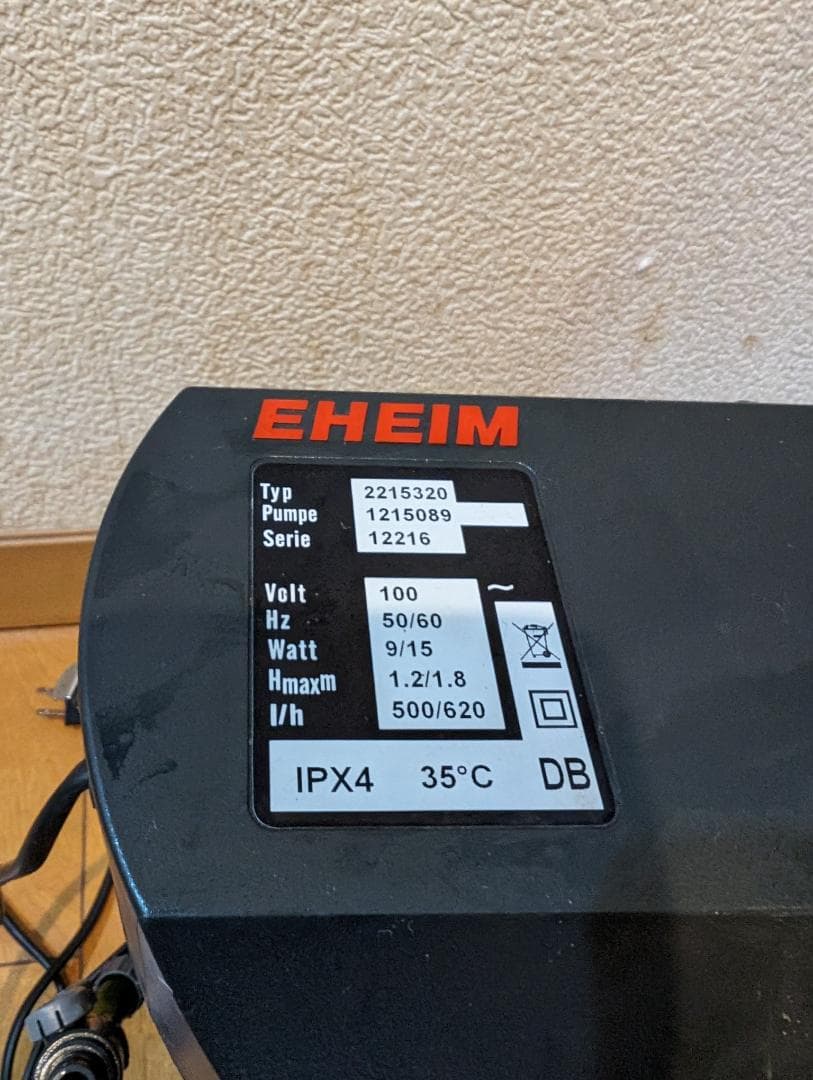 EHEIM
Typ 2215320
Pumpe 1215089
Serie 12216
Volt 100 ~
Hz 50/60
Watt 9/15
Hmaxm 1.2/1.8
l/h 500/620
IPX4 35°C DB